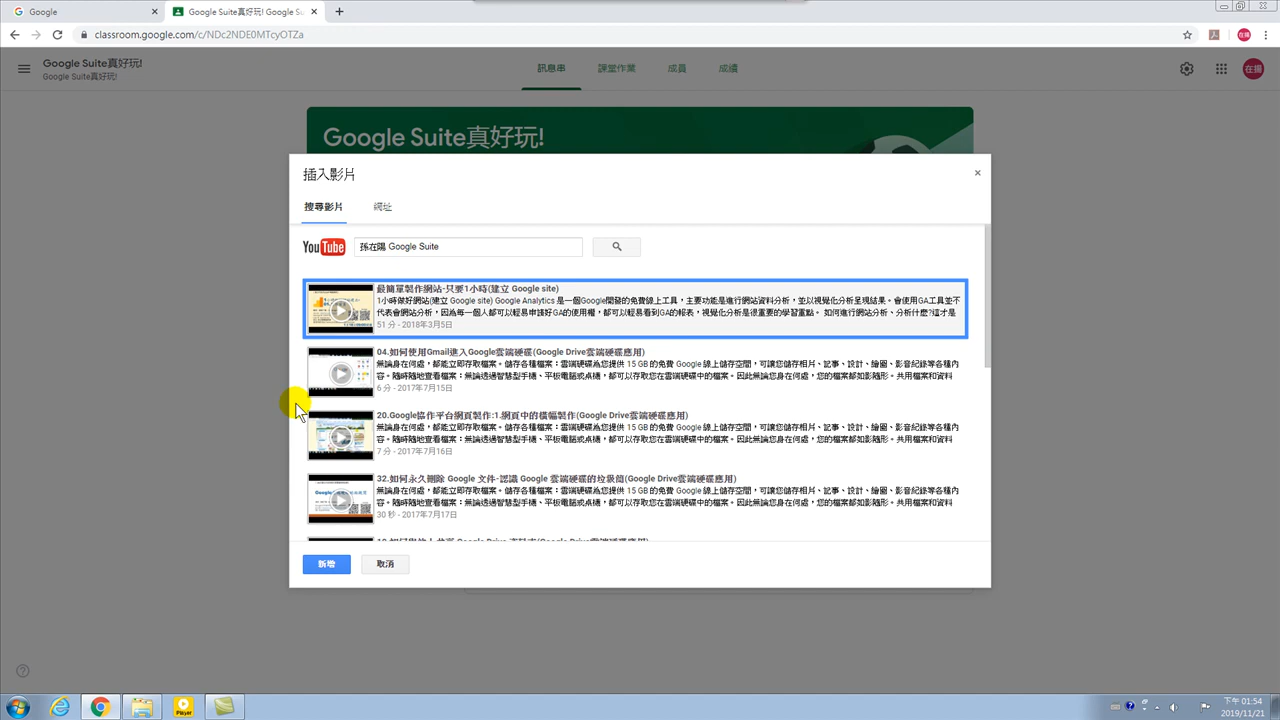 Google
Google Suite真好玩! Google Su
classroom.google.com/c/NDc2NDE0MTcyOTZa
在揚
Google Suite真好玩!
Google Suite真好玩!
訊息串
課堂作業
成員
成績
Google Suite真好玩!
插入影片
搜尋影片
網址
YouTube
孫在陽 Google Suite
最簡單製作網站-只要1小時(建立 Google site)
1小時做好網站(建立 Google site) Google Analytics 是一個Google開發的免費線上工具，主要功能是進行網站資料分析，並以視覺化分析呈現結果。會使用GA工具並不
代表會網站分析，因為每一個人都可以輕易申請好GA的使用權，都可以輕易看到GA的報表，視覺化分析是很重要的學習重點。 如何進行網站分析、分析什麼?這才是
51 分 - 2018年3月5日
04.如何使用Gmail進入Google雲端硬碟(Google Drive雲端硬碟應用)
無論身在何處，都能立即存取檔案。儲存各種檔案：雲端硬碟為您提供 15 GB 的免費 Google 線上儲存空間，可讓您儲存相片、記事、設計、繪圖、影音紀錄等各種內
容。隨時隨地查看檔案：無論透過智慧型手機、平板電腦或桌機，都可以存取您在雲端硬碟中的檔案。因此無論您身在何處，您的檔案都如影隨形。共用檔案和資料
6 分 - 2017年7月15日
20.Google協作平台網頁製作:1.網頁中的橫幅製作(Google Drive雲端硬碟應用)
無論身在何處，都能立即存取檔案。儲存各種檔案：雲端硬碟為您提供 15 GB 的免費 Google 線上儲存空間，可讓您儲存相片、記事、設計、繪圖、影音紀錄等各種內
容。隨時隨地查看檔案：無論透過智慧型手機、平板電腦或桌機，都可以存取您在雲端硬碟中的檔案。因此無論您身在何處，您的檔案都如影隨形。共用檔案和資料
7 分 - 2017年7月16日
32.如何永久刪除 Google 文件-認識 Google 雲端硬碟的垃圾筒(Google Drive雲端硬碟應用)
無論身在何處，都能立即存取檔案。儲存各種檔案：雲端硬碟為您提供 15 GB 的免費 Google 線上儲存空間，可讓您儲存相片、記事、設計、繪圖、影音紀錄等各種內
容。隨時隨地查看檔案：無論透過智慧型手機、平板電腦或桌機，都可以存取您在雲端硬碟中的檔案。因此無論您身在何處，您的檔案都如影隨形。共用檔案和資料
30 秒 - 2017年7月17日
新增
取消
Player
下午 01:54
2019/11/21